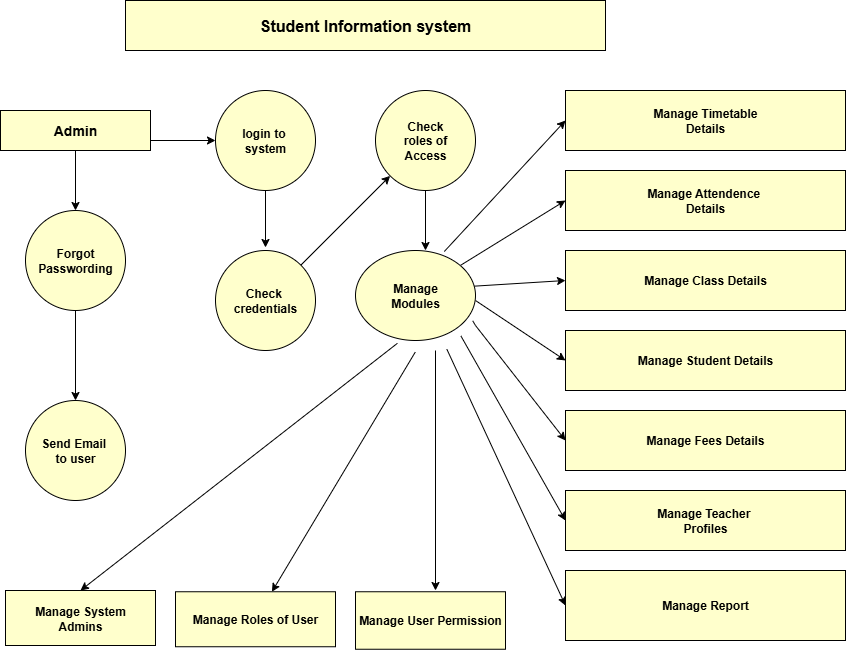 Student Information system
Admin
login to
system
Check
roles of
Access
Manage Timetable
Details
Manage Attendence
Details
Forgot
Passwording
Check
credentials
Manage
Modules
Manage Class Details
Manage Student Details
Send Email
to user
Manage Fees Details
Manage Teacher
Profiles
Manage System
Admins
Manage Roles of User
Manage User Permission
Manage Report